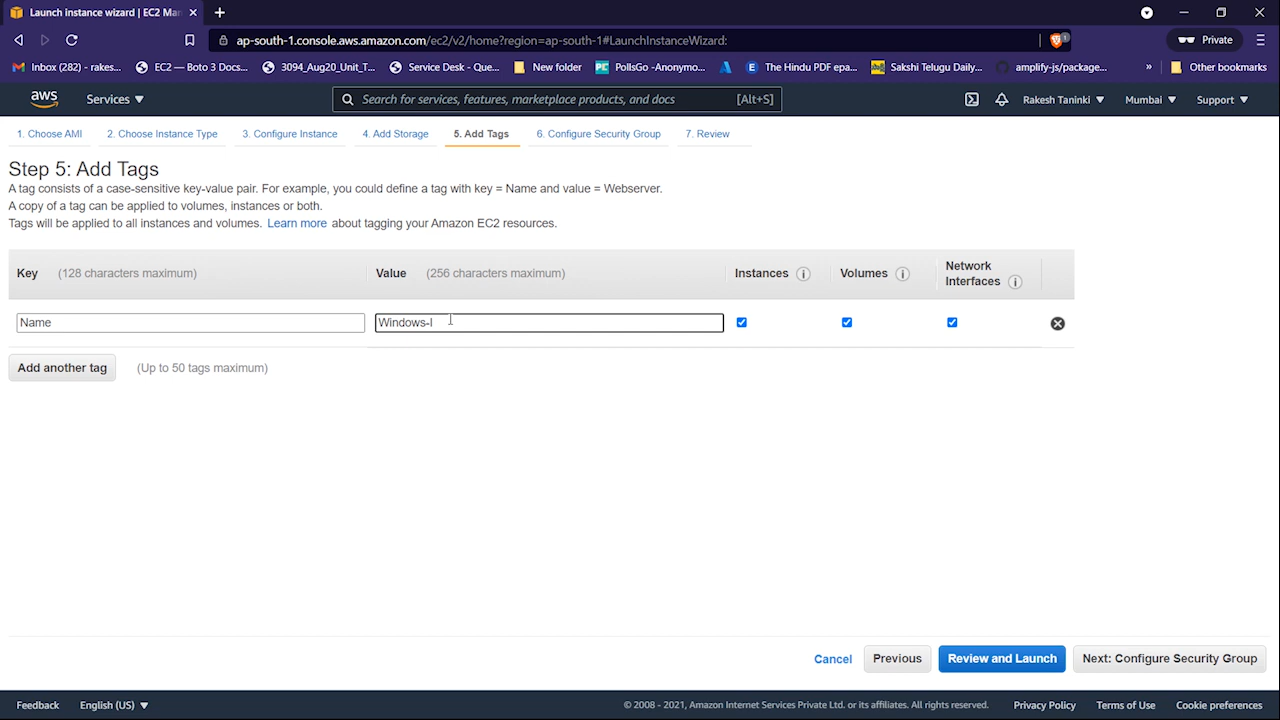 Launch instance wizard | EC2 Ma
ap-south-1.console.aws.amazon.com/ec2/v2/home?region=ap-south-1#LaunchInstanceWizard:
1
Private
Inbox (282) - rakes...
EC2 — Boto 3 Docs...
3094_Aug20_Unit T...
Service Desk - Que...
New folder
PC
PollsGo -Anonymo...
E
The Hindu PDF epa...
Sakshi Telugu Daily...
amplify-js/package...
»
Other bookmarks
aws
Services
Search for services, features, marketplace products, and docs
[Alt+S]
Rakesh Taninki
Mumbai
Support
1. Choose AMI
2. Choose Instance Type
3. Configure Instance
4. Add Storage
5. Add Tags
6. Configure Security Group
7. Review
Step 5: Add Tags
A tag consists of a case-sensitive key-value pair. For example, you could define a tag with key = Name and value = Webserver.
A copy of a tag can be applied to volumes, instances or both.
Tags will be applied to all instances and volumes. Learn more about tagging your Amazon EC2 resources.
Key (128 characters maximum)
Value (256 characters maximum)
Instances
Volumes
Network
Interfaces
Name
Windows-I
Add another tag
(Up to 50 tags maximum)
Cancel
Previous
Review and Launch
Next: Configure Security Group
Feedback
English (US)
© 2008 - 2021, Amazon Internet Services Private Ltd. or its affiliates. All rights reserved.
Privacy Policy
Terms of Use
Cookie preferences